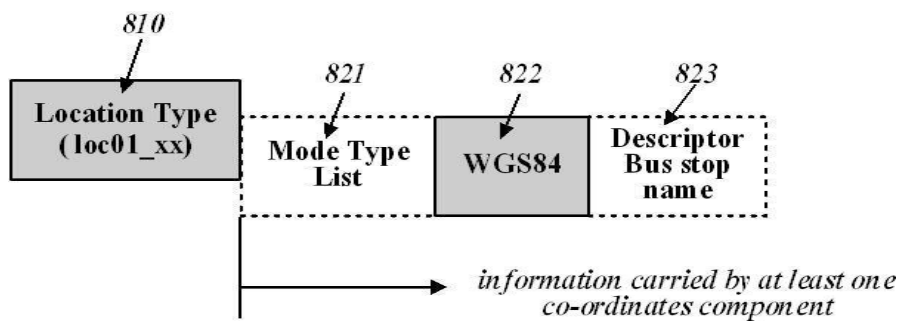 810
821
822
823
Location Type
(loc01_xx)
Mode Type
List
WGS84
Descriptor
Bus stop
name
information carried by at least one
co-ordinates component